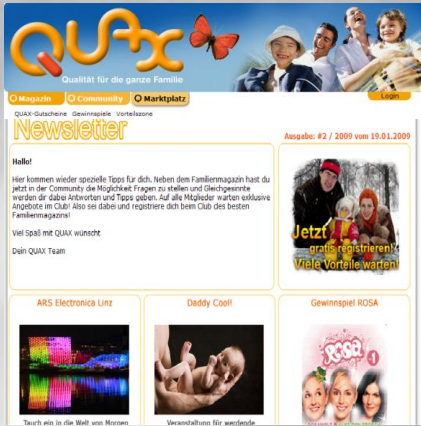 QUAX
Qualität für die ganze Familie
Magazin Community Marktplatz
Login
QUAX-Gutscheine Gewinnspiele Vorteilszone
Newsletter
Ausgabe: #2 / 2009 vom 19.01.2009
Hallo!
Hier kommen wieder spezielle Tipps für dich. Neben dem Familienmagazin hast du
jetzt in der Community die Möglichkeit Fragen zu stellen und Gleichgesinnte
werden dir dabei Antworten und Tipps geben. Auf alle Mitglieder warten exklusive
Angebote im Club! Also sei dabei und registriere dich beim Club des besten
Familienmagazins!
Viel Spaß mit QUAX wünscht
Dein QUAX Team
Jetzt
gratis registrieren!
Viele Vorteile warten!
ARS Electronica Linz
Daddy Cool!
Gewinnspiel ROSA
Rosa
1
Tauch ein in die Welt von Morgen
Veranstaltung für werdende